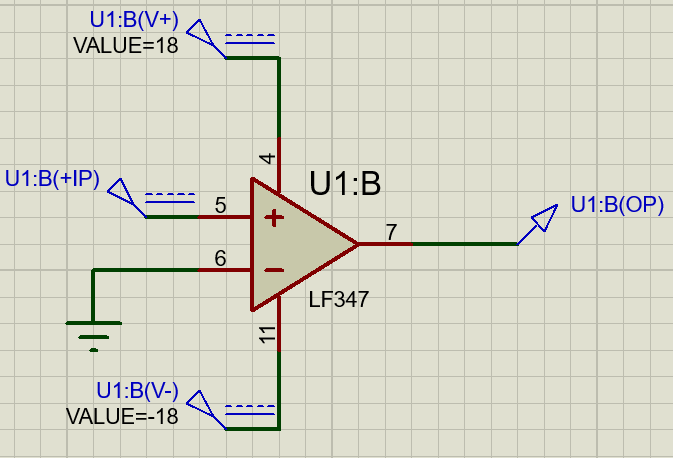 U1:B(V+)
VALUE=18
4
U1:B(+IP)
5
U1:B
U1:B(OP)
7
6
LF347
11
U1:B(V-)
VALUE=-18